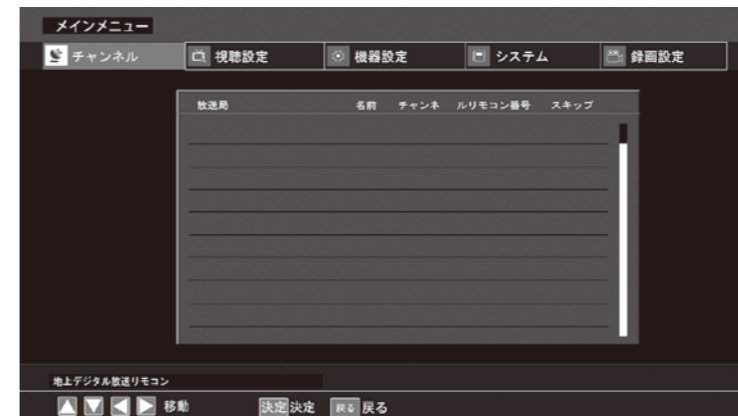 メインメニュー
チャンネル 視聴設定 機器設定 システム 録画設定
放送局 名前 チャンネ ルリモコン番号 スキップ
地上デジタル放送リモコン
移動 決定 決定 戻る 戻る